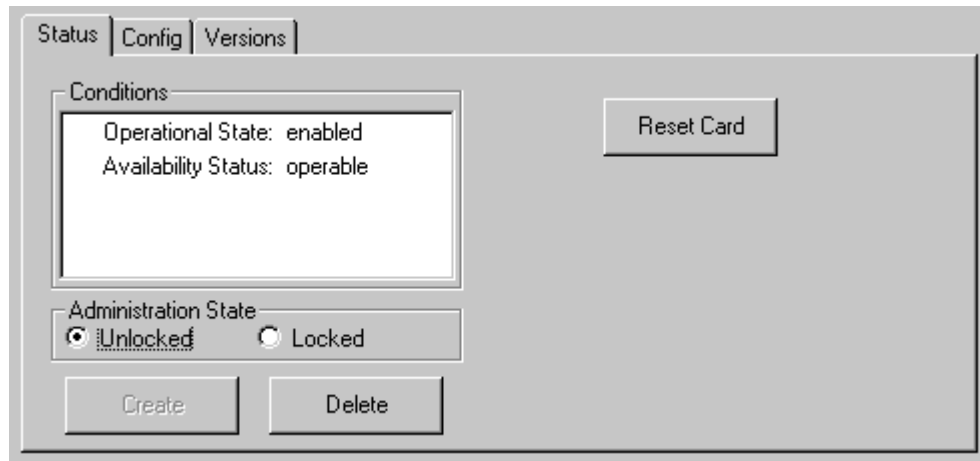 Status Config Versions
Conditions
Operational State: enabled
Availability Status: operable
Reset Card
Administration State
Unlocked Locked
Create Delete